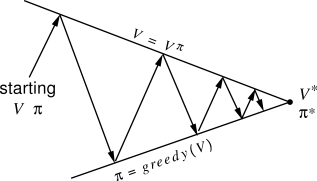 V = V^π
starting
V π
V*
π*
π = greedy(V)